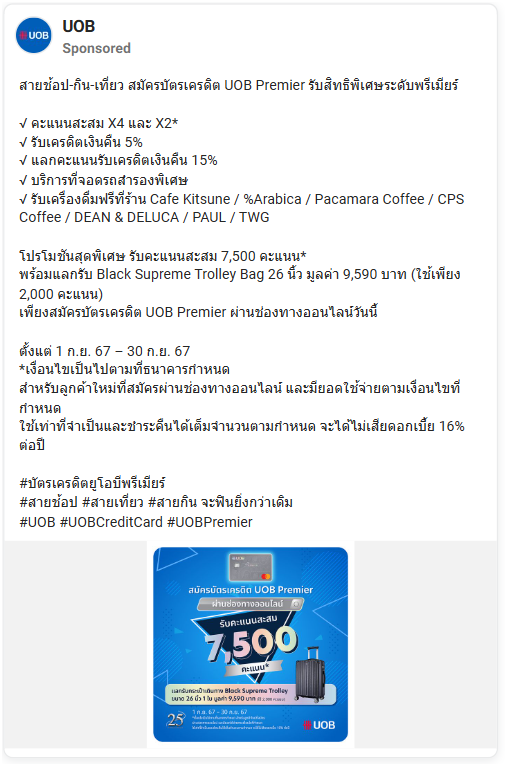 UOB
UOB
Sponsored
สายช้อป-กิน-เที่ยว สมัครบัตรเครดิต UOB Premier รับสิทธิพิเศษระดับพรีเมียร์
√ คะแนนสะสม X4 และ X2*
√ รับเครดิตเงินคืน 5%
√ แลกคะแนนรับเครดิตเงินคืน 15%
√ บริการที่จอดรถสำรองพิเศษ
√ รับเครื่องดื่มฟรีที่ร้าน Cafe Kitsune / %Arabica / Pacamara Coffee / CPS
Coffee / DEAN & DELUCA / PAUL / TWG
โปรโมชันสุดพิเศษ รับคะแนนสะสม 7,500 คะแนน*
พร้อมแลกรับ Black Supreme Trolley Bag 26 นิ้ว มูลค่า 9,590 บาท (ใช้เพียง
2,000 คะแนน)
เพียงสมัครบัตรเครดิต UOB Premier ผ่านช่องทางออนไลน์วันนี้
ตั้งแต่ 1 ก.ย. 67 – 30 ก.ย. 67
*เงื่อนไขเป็นไปตามที่ธนาคารกำหนด
สำหรับลูกค้าใหม่ที่สมัครผ่านช่องทางออนไลน์ และมียอดใช้จ่ายตามเงื่อนไขที่
กำหนด
ใช้เท่าที่จำเป็นและชำระคืนได้เต็มจำนวนตามกำหนด จะได้ไม่เสียดอกเบี้ย 16%
ต่อปี
#บัตรเครดิตยูโอบีพรีเมียร์
#สายช้อป #สายเที่ยว #สายกิน จะฟินยิ่งกว่าเดิม
#UOB #UOBCreditCard #UOBPremier
สมัครบัตรเครดิต UOB Premier
ผ่านช่องทางออนไลน์
รับคะแนนสะสม
7,500
คะแนน*
แลกรับกระเป๋าเดินทาง Black Supreme Trolley
ขนาด 26 นิ้ว 1 ใบ มูลค่า 9,590 บาท
1 ก.ย. 67 – 30 ก.ย. 67
25
UOB